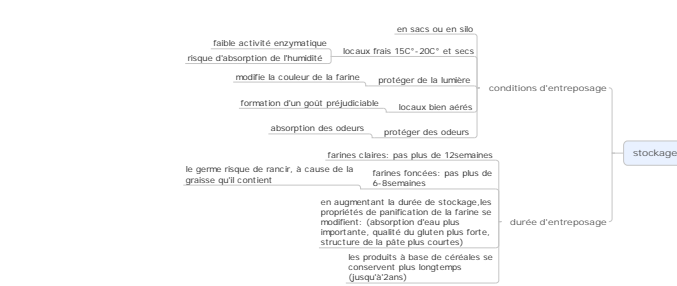 en sacs ou en silo
faible activité enzymatique
risque d'absorption de l'humidité
locaux frais 15C°-20C° et secs
modifie la couleur de la farine
protéger de la lumière
conditions d'entreposage
formation d'un goût préjudiciable
locaux bien aérés
absorption des odeurs
protéger des odeurs
stockage
farines claires: pas plus de 12semaines
le germe risque de rancir, à cause de la
graisse qu'il contient
farines foncées: pas plus de
6-8semaines
en augmentant la durée de stockage,les
propriétés de panification de la farine se
modifient: (absorption d'eau plus
importante, qualité du gluten plus forte,
structure de la pâte plus courtes)
durée d'entreposage
les produits à base de céréales se
conservent plus longtemps
(jusqu'à'2ans)